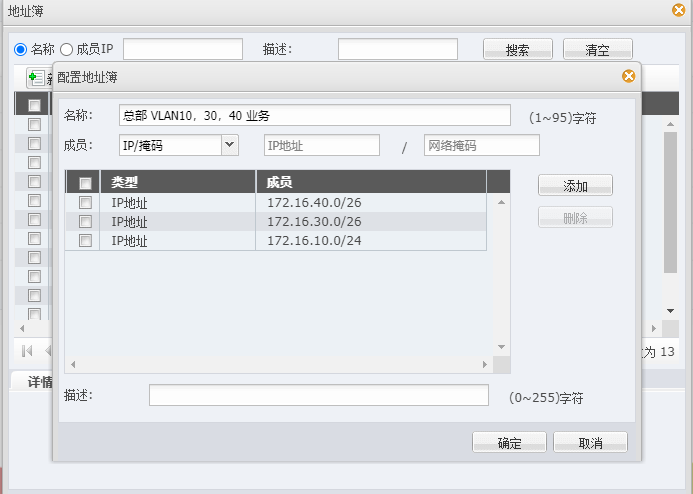 地址簿
名称 成员IP 描述: 搜索 清空
配置地址簿
名称: 总部 VLAN10，30，40 业务 (1~95)字符
成员: IP/掩码 IP地址 / 网络掩码
类型 成员 添加
IP地址 172.16.40.0/26
IP地址 172.16.30.0/26 删除
IP地址 172.16.10.0/24
为 13
详情
描述: (0~255)字符
确定 取消